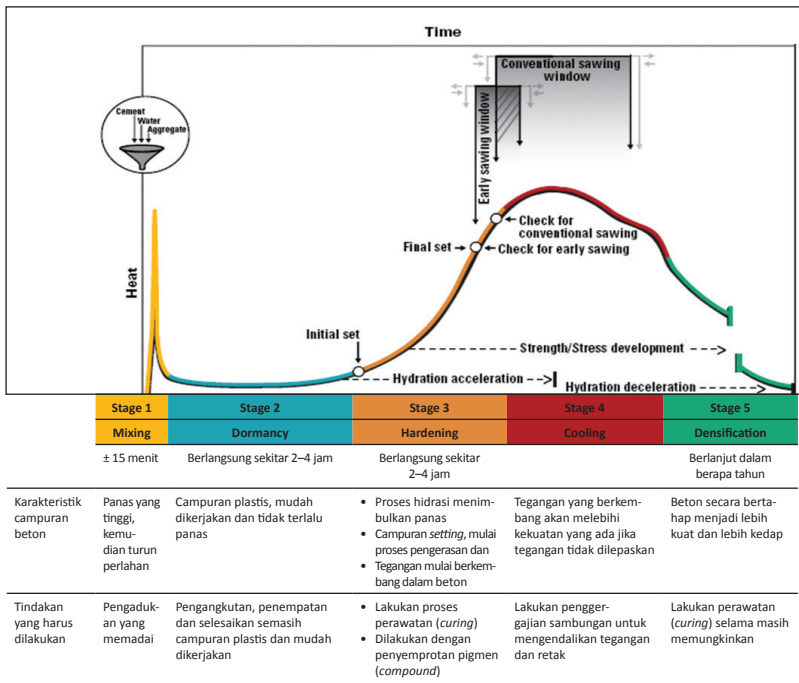 Time
Conventional sawing
window
Cement
Water
Aggregate
Early sawing window
Check for
conventional sawing
Final set
Check for early sawing
Heat
Initial set
Strength/Stress development
Hydration acceleration
Hydration deceleration
Stage 1
Stage 2
Stage 3
Stage 4
Stage 5
Mixing
Dormancy
Hardening
Cooling
Densification
± 15 menit
Berlangsung sekitar 2–4 jam
Berlangsung sekitar
2–4 jam
Berlanjut dalam
berapa tahun
Karakteristik
campuran
beton
Panas yang
tinggi,
kemu-
dian turun
perlahan
Campuran plastis, mudah
dikerjakan dan tidak terlalu
panas
• Proses hidrasi menim-
bulkan panas
• Campuran setting, mulai
proses pengerasan dan
• Tegangan mulai berkem-
bang dalam beton
Tegangan yang berkem-
bang akan melebihi
kekuatan yang ada jika
tegangan tidak dilepaskan
Beton secara berta-
hap menjadi lebih
kuat dan lebih kedap
Tindakan
yang harus
dilakukan
Pengaduk-
an yang
memadai
Pengangkutan, penempatan
dan selesaikan semasih
campuran plastis dan mudah
dikerjakan
• Lakukan proses
perawatan (curing)
• Dilakukan dengan
penyemprotan pigmen
(compound)
Lakukan pengger-
gajian sambungan untuk
mengendalikan tegangan
dan retak
Lakukan perawatan
(curing) selama masih
memungkinkan